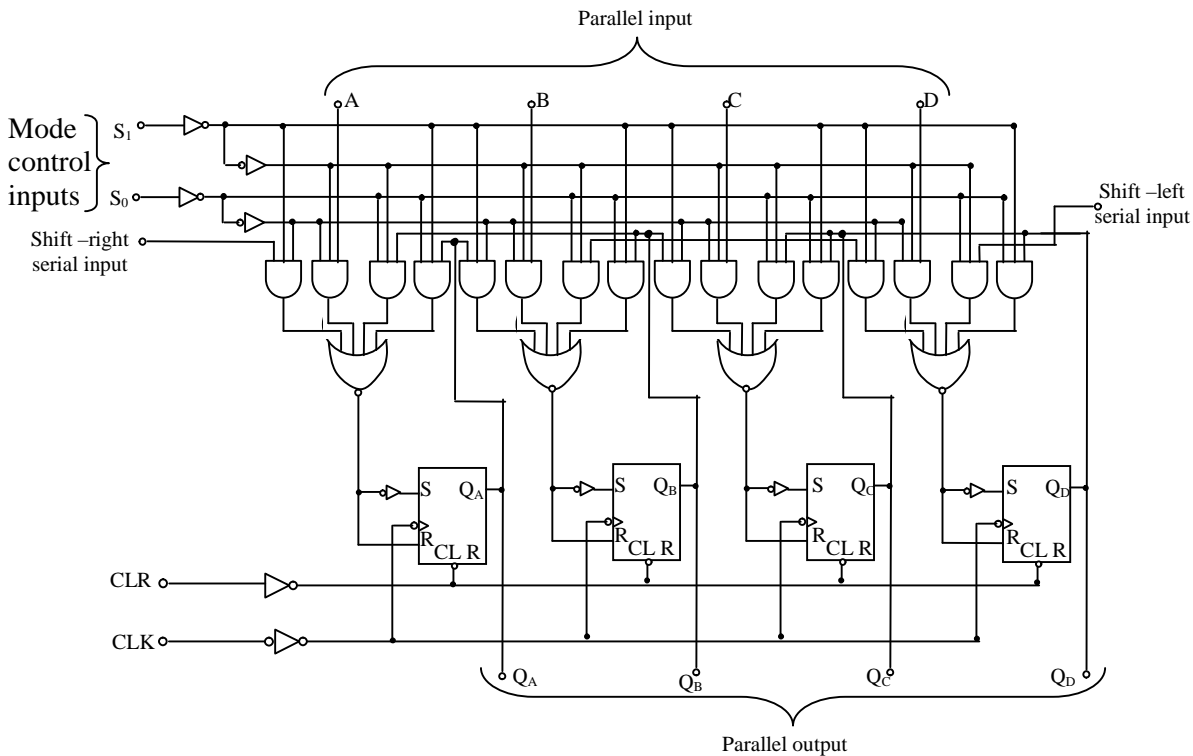 Parallel input
A
B
C
D
Mode
control
inputs
S1
S0
Shift –right
serial input
Shift –left
serial input
S
QA
R
CL R
S
QB
R
CL R
S
QC
R
CL R
S
QD
R
CL R
CLR
CLK
QA
QB
QC
QD
Parallel output